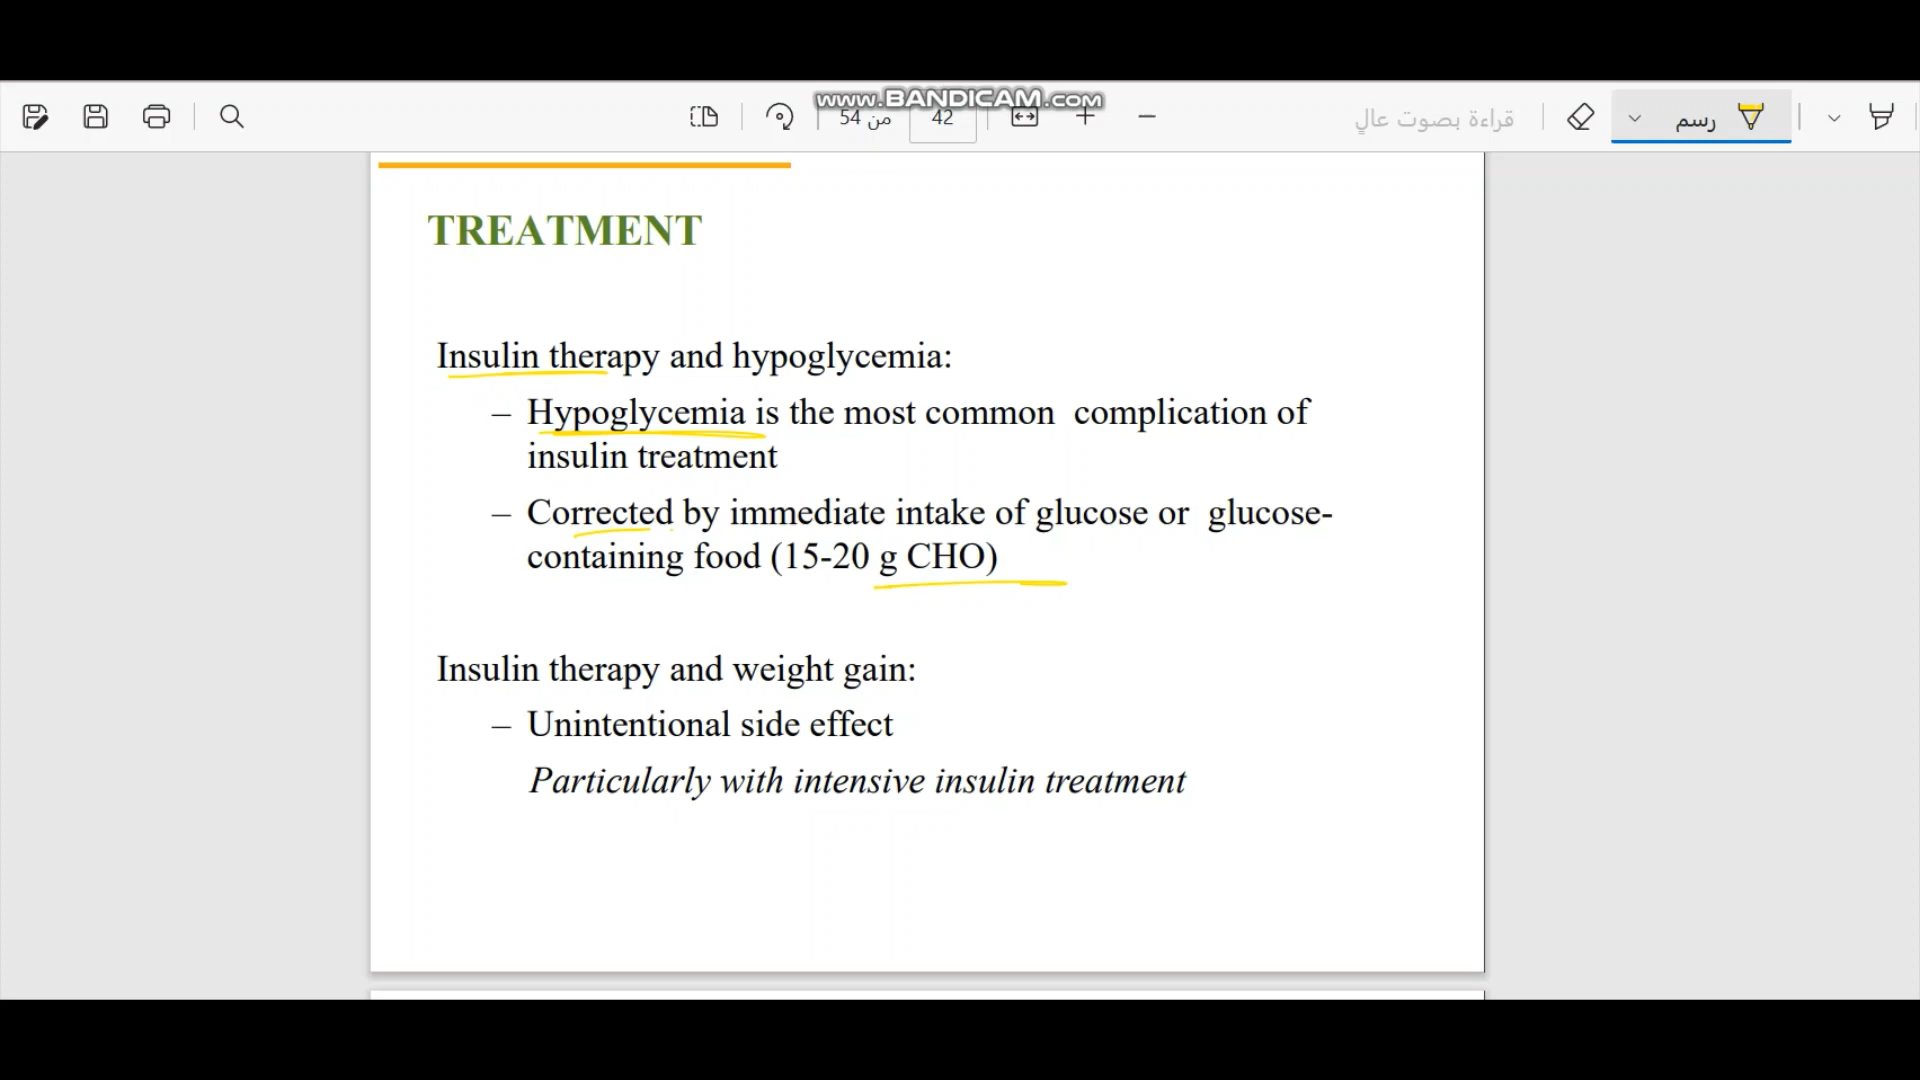 www.BANDICAM.com
من 54
42
قراءة بصوت عالٍ
رسم
TREATMENT
Insulin therapy and hypoglycemia:
– Hypoglycemia is the most common complication of
insulin treatment
– Corrected by immediate intake of glucose or glucose-
containing food (15-20 g CHO)
Insulin therapy and weight gain:
– Unintentional side effect
Particularly with intensive insulin treatment